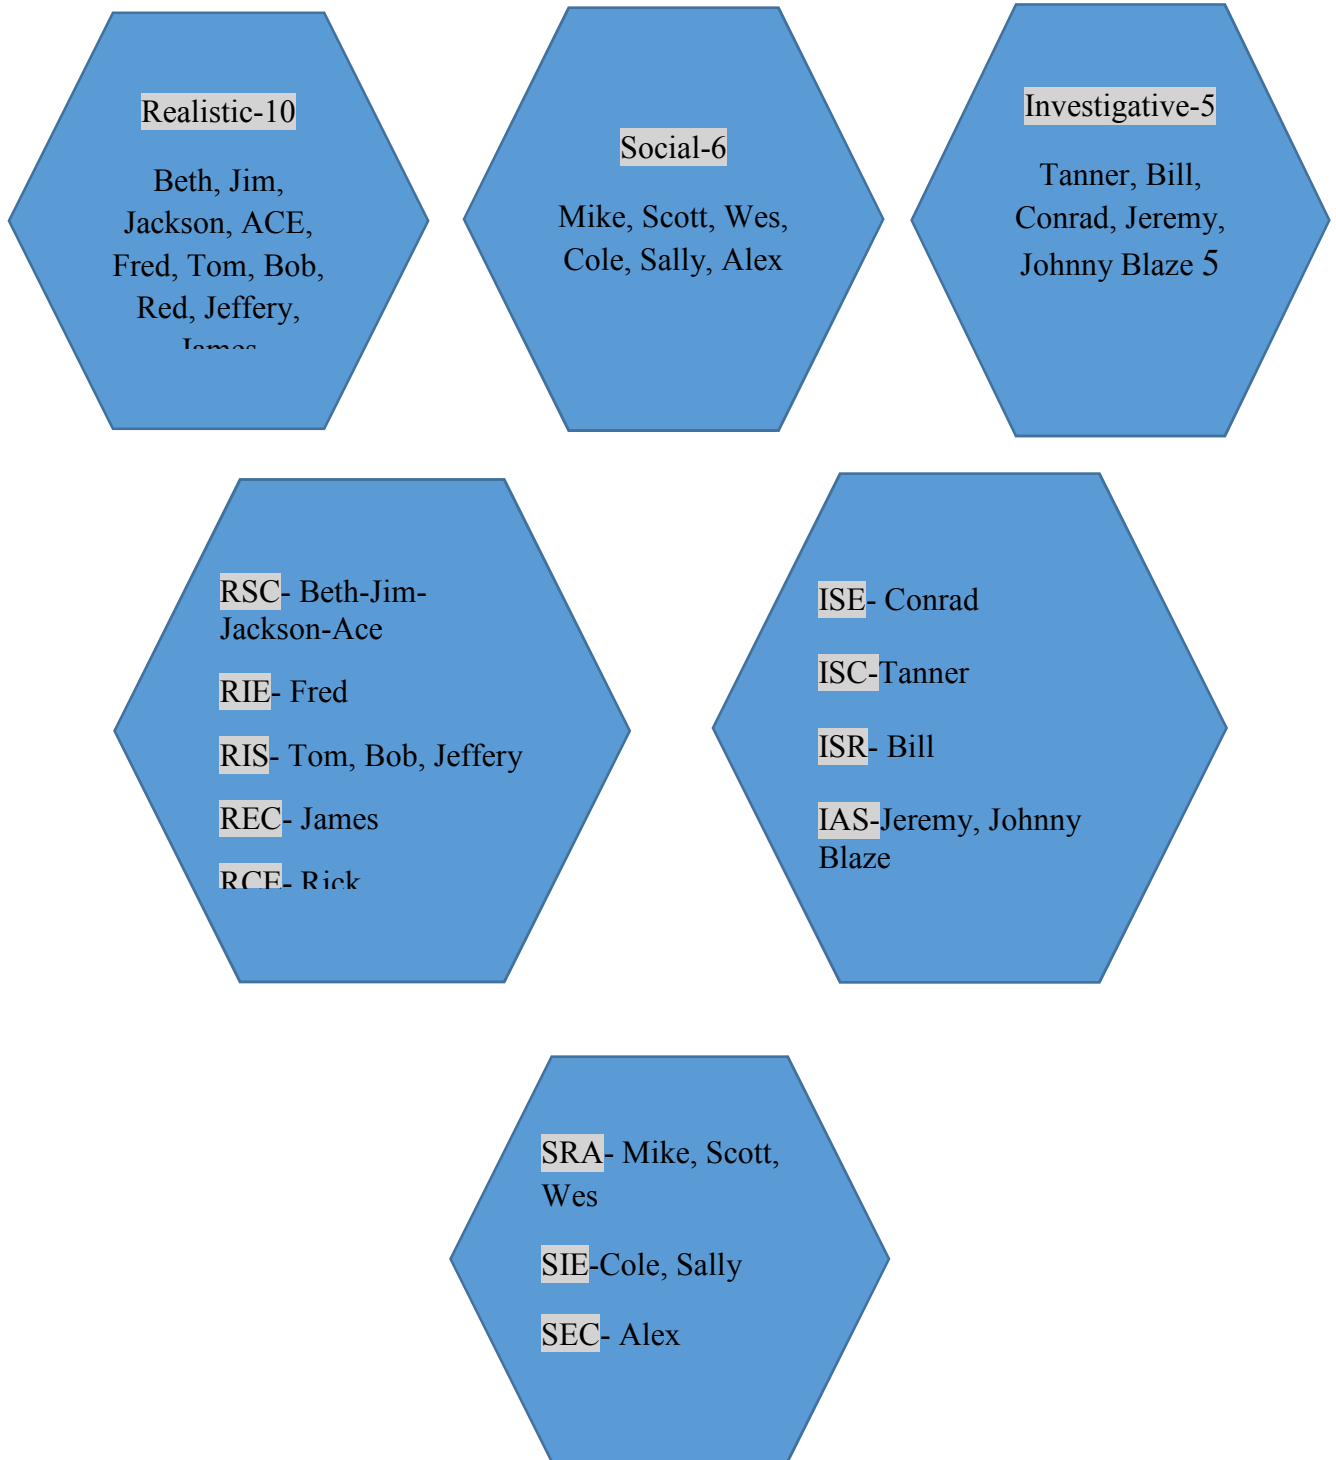 Realistic-10
Beth, Jim,
Jackson, ACE,
Fred, Tom, Bob,
Red, Jeffery,
James
Social-6
Mike, Scott, Wes,
Cole, Sally, Alex
Investigative-5
Tanner, Bill,
Conrad, Jeremy,
Johnny Blaze 5
RSC- Beth-Jim-
Jackson-Ace
RIE- Fred
RIS- Tom, Bob, Jeffery
REC- James
RCE- Rick
ISE- Conrad
ISC-Tanner
ISR- Bill
IAS-Jeremy, Johnny
Blaze
SRA- Mike, Scott,
Wes
SIE-Cole, Sally
SEC- Alex